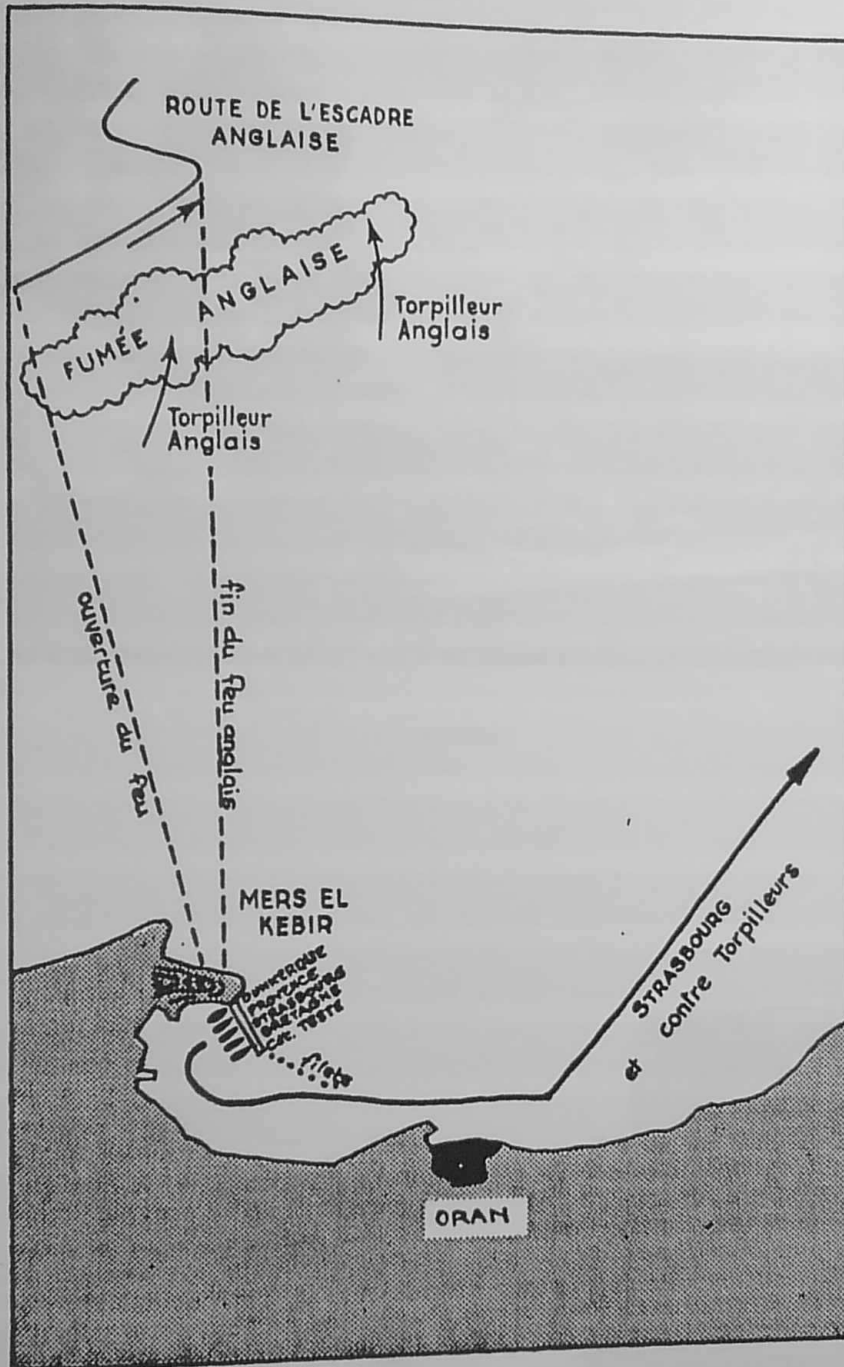 ROUTE DE L'ESCADRE
ANGLAISE
FUMÉE ANGLAISE
Torpilleur
Anglais
Torpilleur
Anglais
ouverture du feu
fin du feu anglais
MERS EL
KEBIR
DUNKERQUE
PROVENCE
STRASBOURG
BRETAGNE
Cdt. TESTE
filets
STRASBOURG
et contre Torpilleurs
ORAN